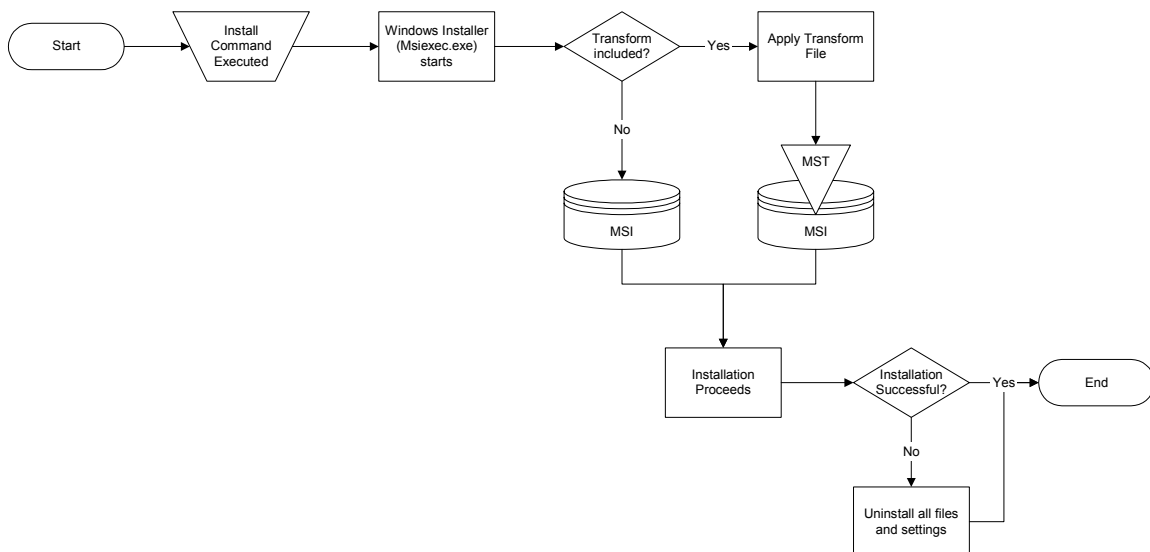 Start
Install
Command
Executed
Windows Installer
(Msiexec.exe)
starts
Transform
included?
Yes
Apply Transform
File
No
MST
MSI
MSI
Installation
Proceeds
Installation
Successful?
Yes
End
No
Uninstall all files
and settings